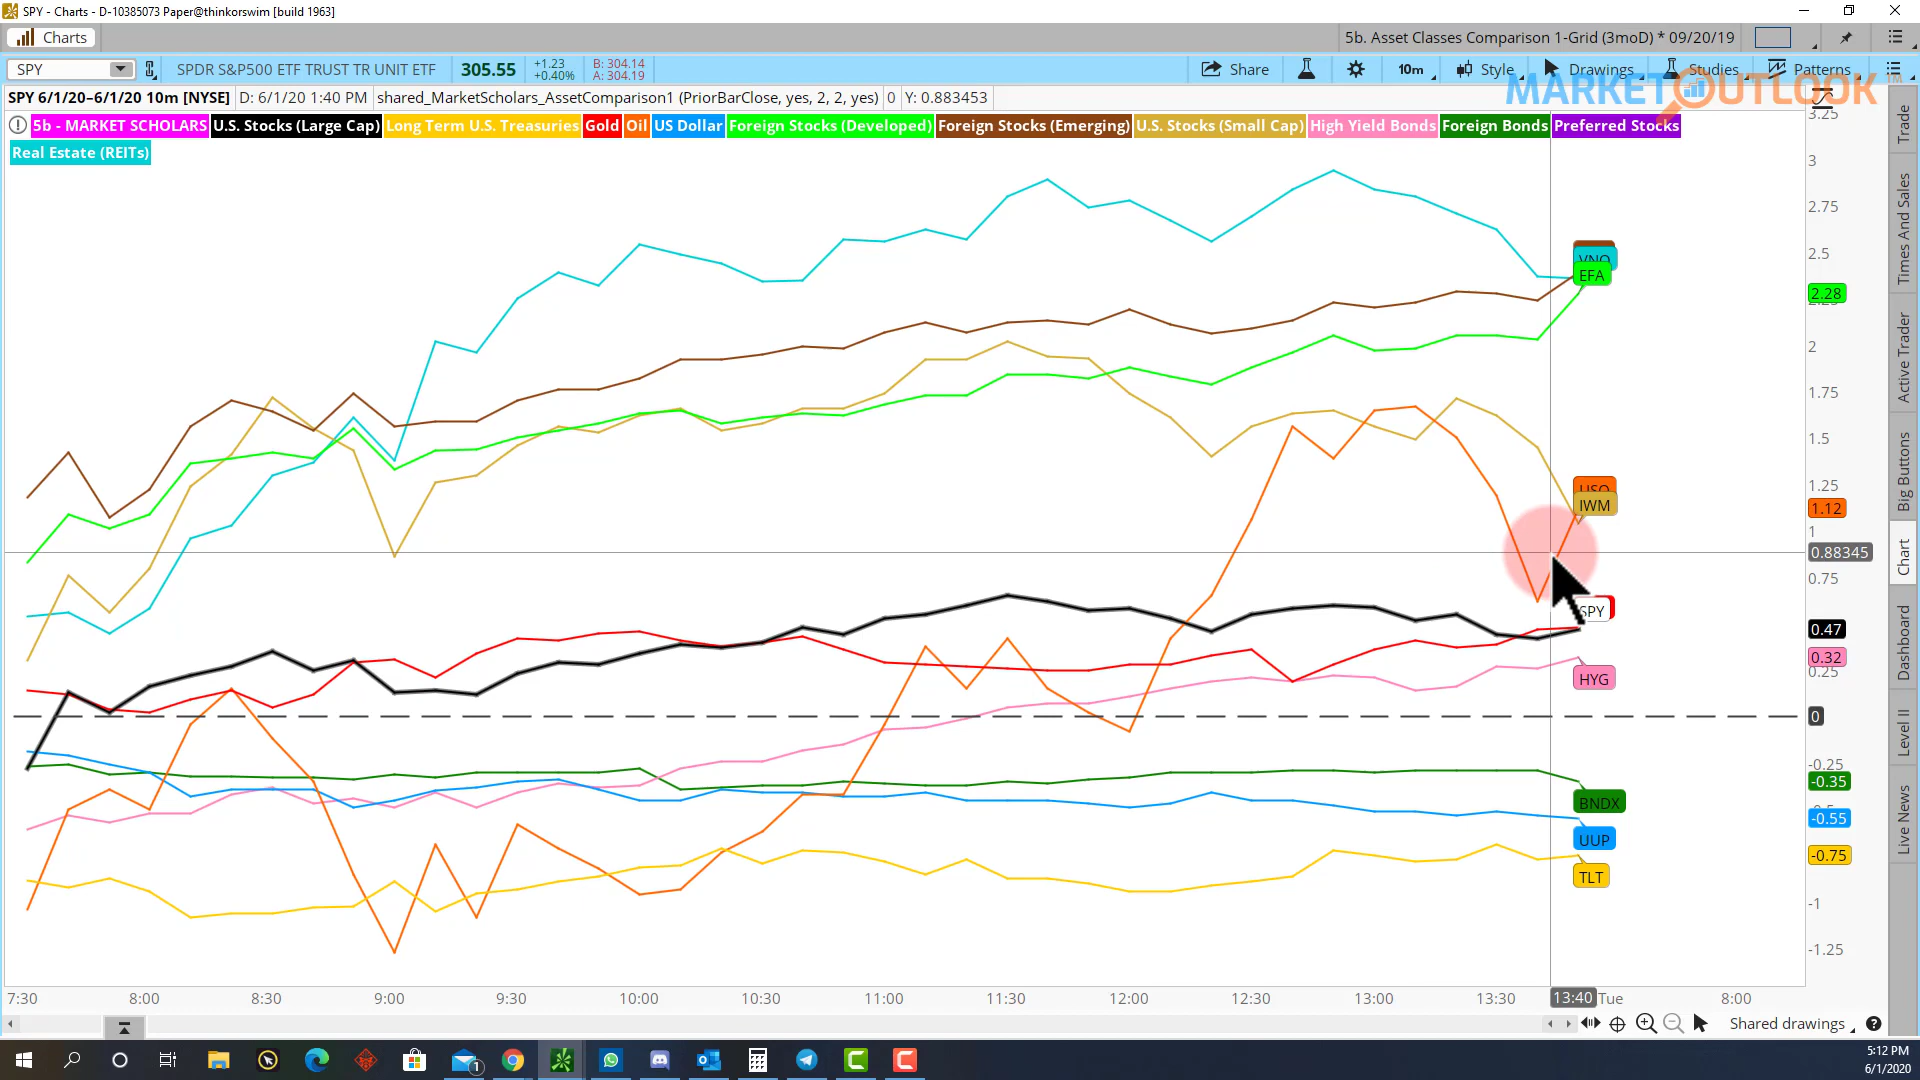 SPY - Charts - D-10385073 Paper@thinkorswim [build 1963]
Charts
5b. Asset Classes Comparison 1-Grid (3moD) * 09/20/19
SPY
SPDR S&P500 ETF TRUST TR UNIT ETF
305.55
+1.23
+0.40%
B: 304.14
A: 304.19
Share
10m
Style
Drawings
Studies
Patterns
MARKETOUTLOOK
SPY 6/1/20–6/1/20 10m [NYSE]
D: 6/1/20 1:40 PM
shared_MarketScholars_AssetComparison1 (PriorBarClose, yes, 2, 2, yes)
0
Y: 0.883453
5b - MARKET SCHOLARS
U.S. Stocks (Large Cap)
Long Term U.S. Treasuries
Gold
Oil
US Dollar
Foreign Stocks (Developed)
Foreign Stocks (Emerging)
U.S. Stocks (Small Cap)
High Yield Bonds
Foreign Bonds
Preferred Stocks
Real Estate (REITs)
3.25
3
2.75
2.5
2.28
2
1.75
1.5
1.25
1.12
1
0.88345
0.75
0.47
0.32
0.25
0
-0.25
-0.35
-0.55
-0.75
-1
-1.25
VNQ
EFA
USO
IWM
SPY
HYG
BNDX
UUP
TLT
7:30
8:00
8:30
9:00
9:30
10:00
10:30
11:00
11:30
12:00
12:30
13:00
13:30
13:40
Tue
8:00
Trade
Times And Sales
Active Trader
Big Buttons
Chart
Dashboard
Level II
Live News
Shared drawings
1
5:12 PM
6/1/2020